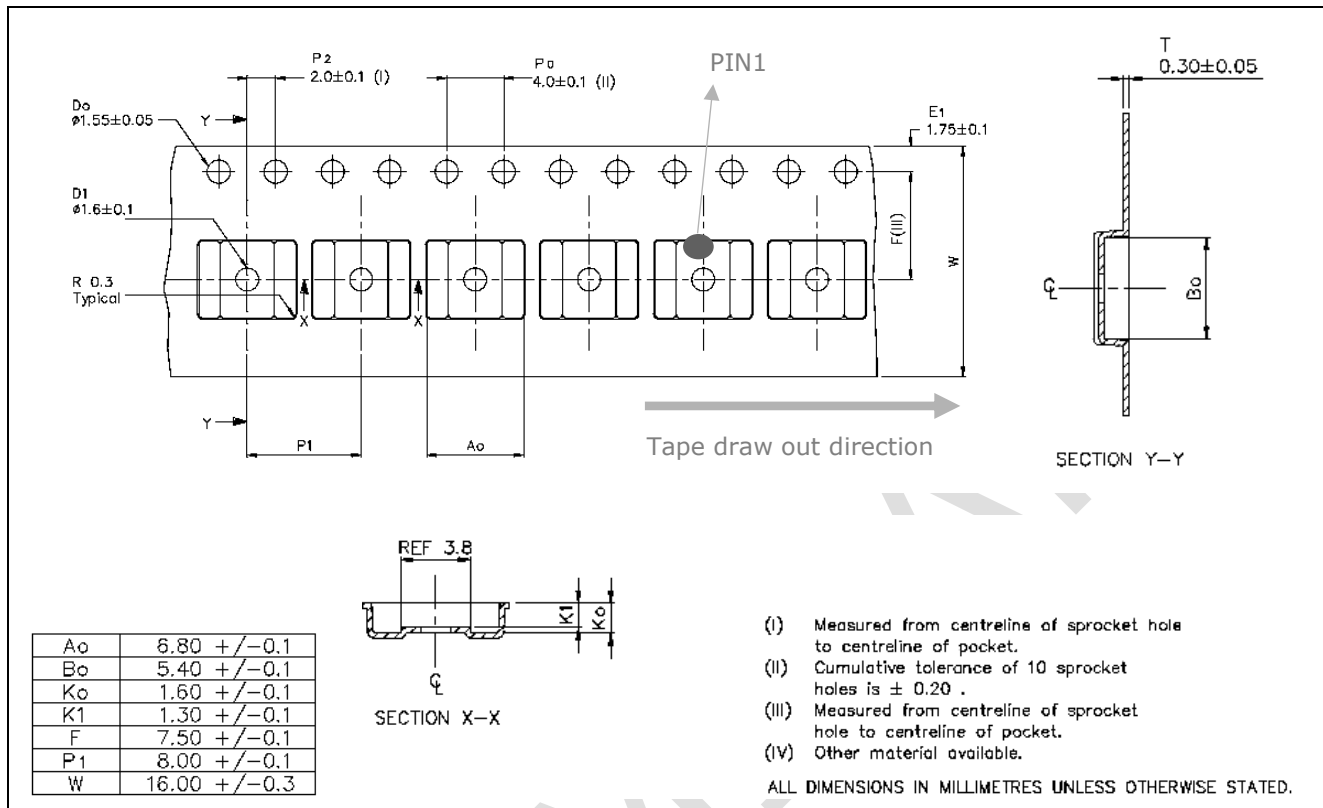 P2
2.0±0.1 (I)
Po
4.0±0.1 (II)
PIN1
T
0.30±0.05
Do
ø1.55±0.05
Y
E1
1.75±0.1
D1
ø1.6±0.1
F(III)
W
R 0.3
Typical
X
X
Bo
℄
Y
P1
Ao
Tape draw out direction
SECTION Y-Y
REF 3.8
K1
Ko
℄
SECTION X-X
Ao 6.80 +/-0.1
Bo 5.40 +/-0.1
Ko 1.60 +/-0.1
K1 1.30 +/-0.1
F 7.50 +/-0.1
P1 8.00 +/-0.1
W 16.00 +/-0.3
(I) Measured from centreline of sprocket hole
to centreline of pocket.
(II) Cumulative tolerance of 10 sprocket
holes is ± 0.20 .
(III) Measured from centreline of sprocket
hole to centreline of pocket.
(IV) Other material available.
ALL DIMENSIONS IN MILLIMETRES UNLESS OTHERWISE STATED.